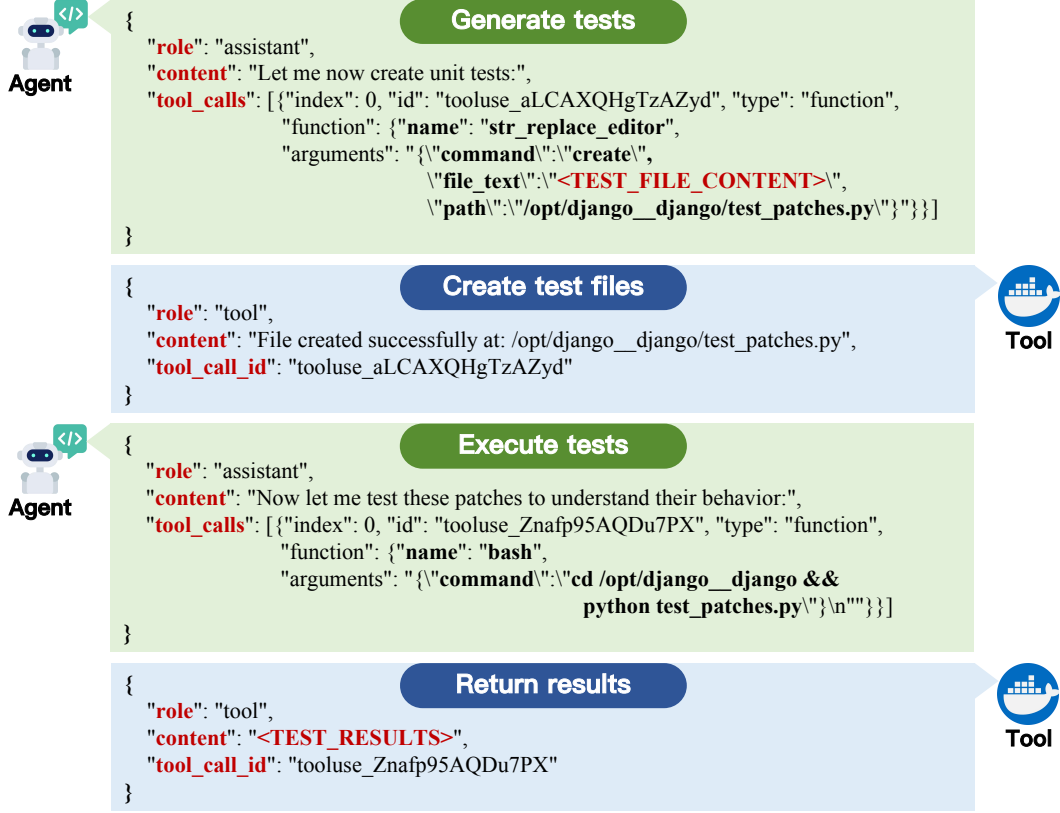 Generate tests
</>
Agent
{
"role": "assistant",
"content": "Let me now create unit tests:",
"tool_calls": [{"index": 0, "id": "tooluse_aLCAXQHgTzAZyd", "type": "function",
"function": {"name": "str_replace_editor",
"arguments": "{\"command\":\"create\",
\"file_text\":\"<TEST_FILE_CONTENT>\",
\"path\":\"/opt/django__django/test_patches.py\"}"}}]
}
Create test files
{
"role": "tool",
"content": "File created successfully at: /opt/django__django/test_patches.py",
"tool_call_id": "tooluse_aLCAXQHgTzAZyd"
}
Tool
Execute tests
</>
Agent
{
"role": "assistant",
"content": "Now let me test these patches to understand their behavior:",
"tool_calls": [{"index": 0, "id": "tooluse_Znafp95AQDu7PX", "type": "function",
"function": {"name": "bash",
"arguments": "{\"command\":\"cd /opt/django__django &&
python test_patches.py\"}\n""}}]
}
Return results
{
"role": "tool",
"content": "<TEST_RESULTS>",
"tool_call_id": "tooluse_Znafp95AQDu7PX"
}
Tool